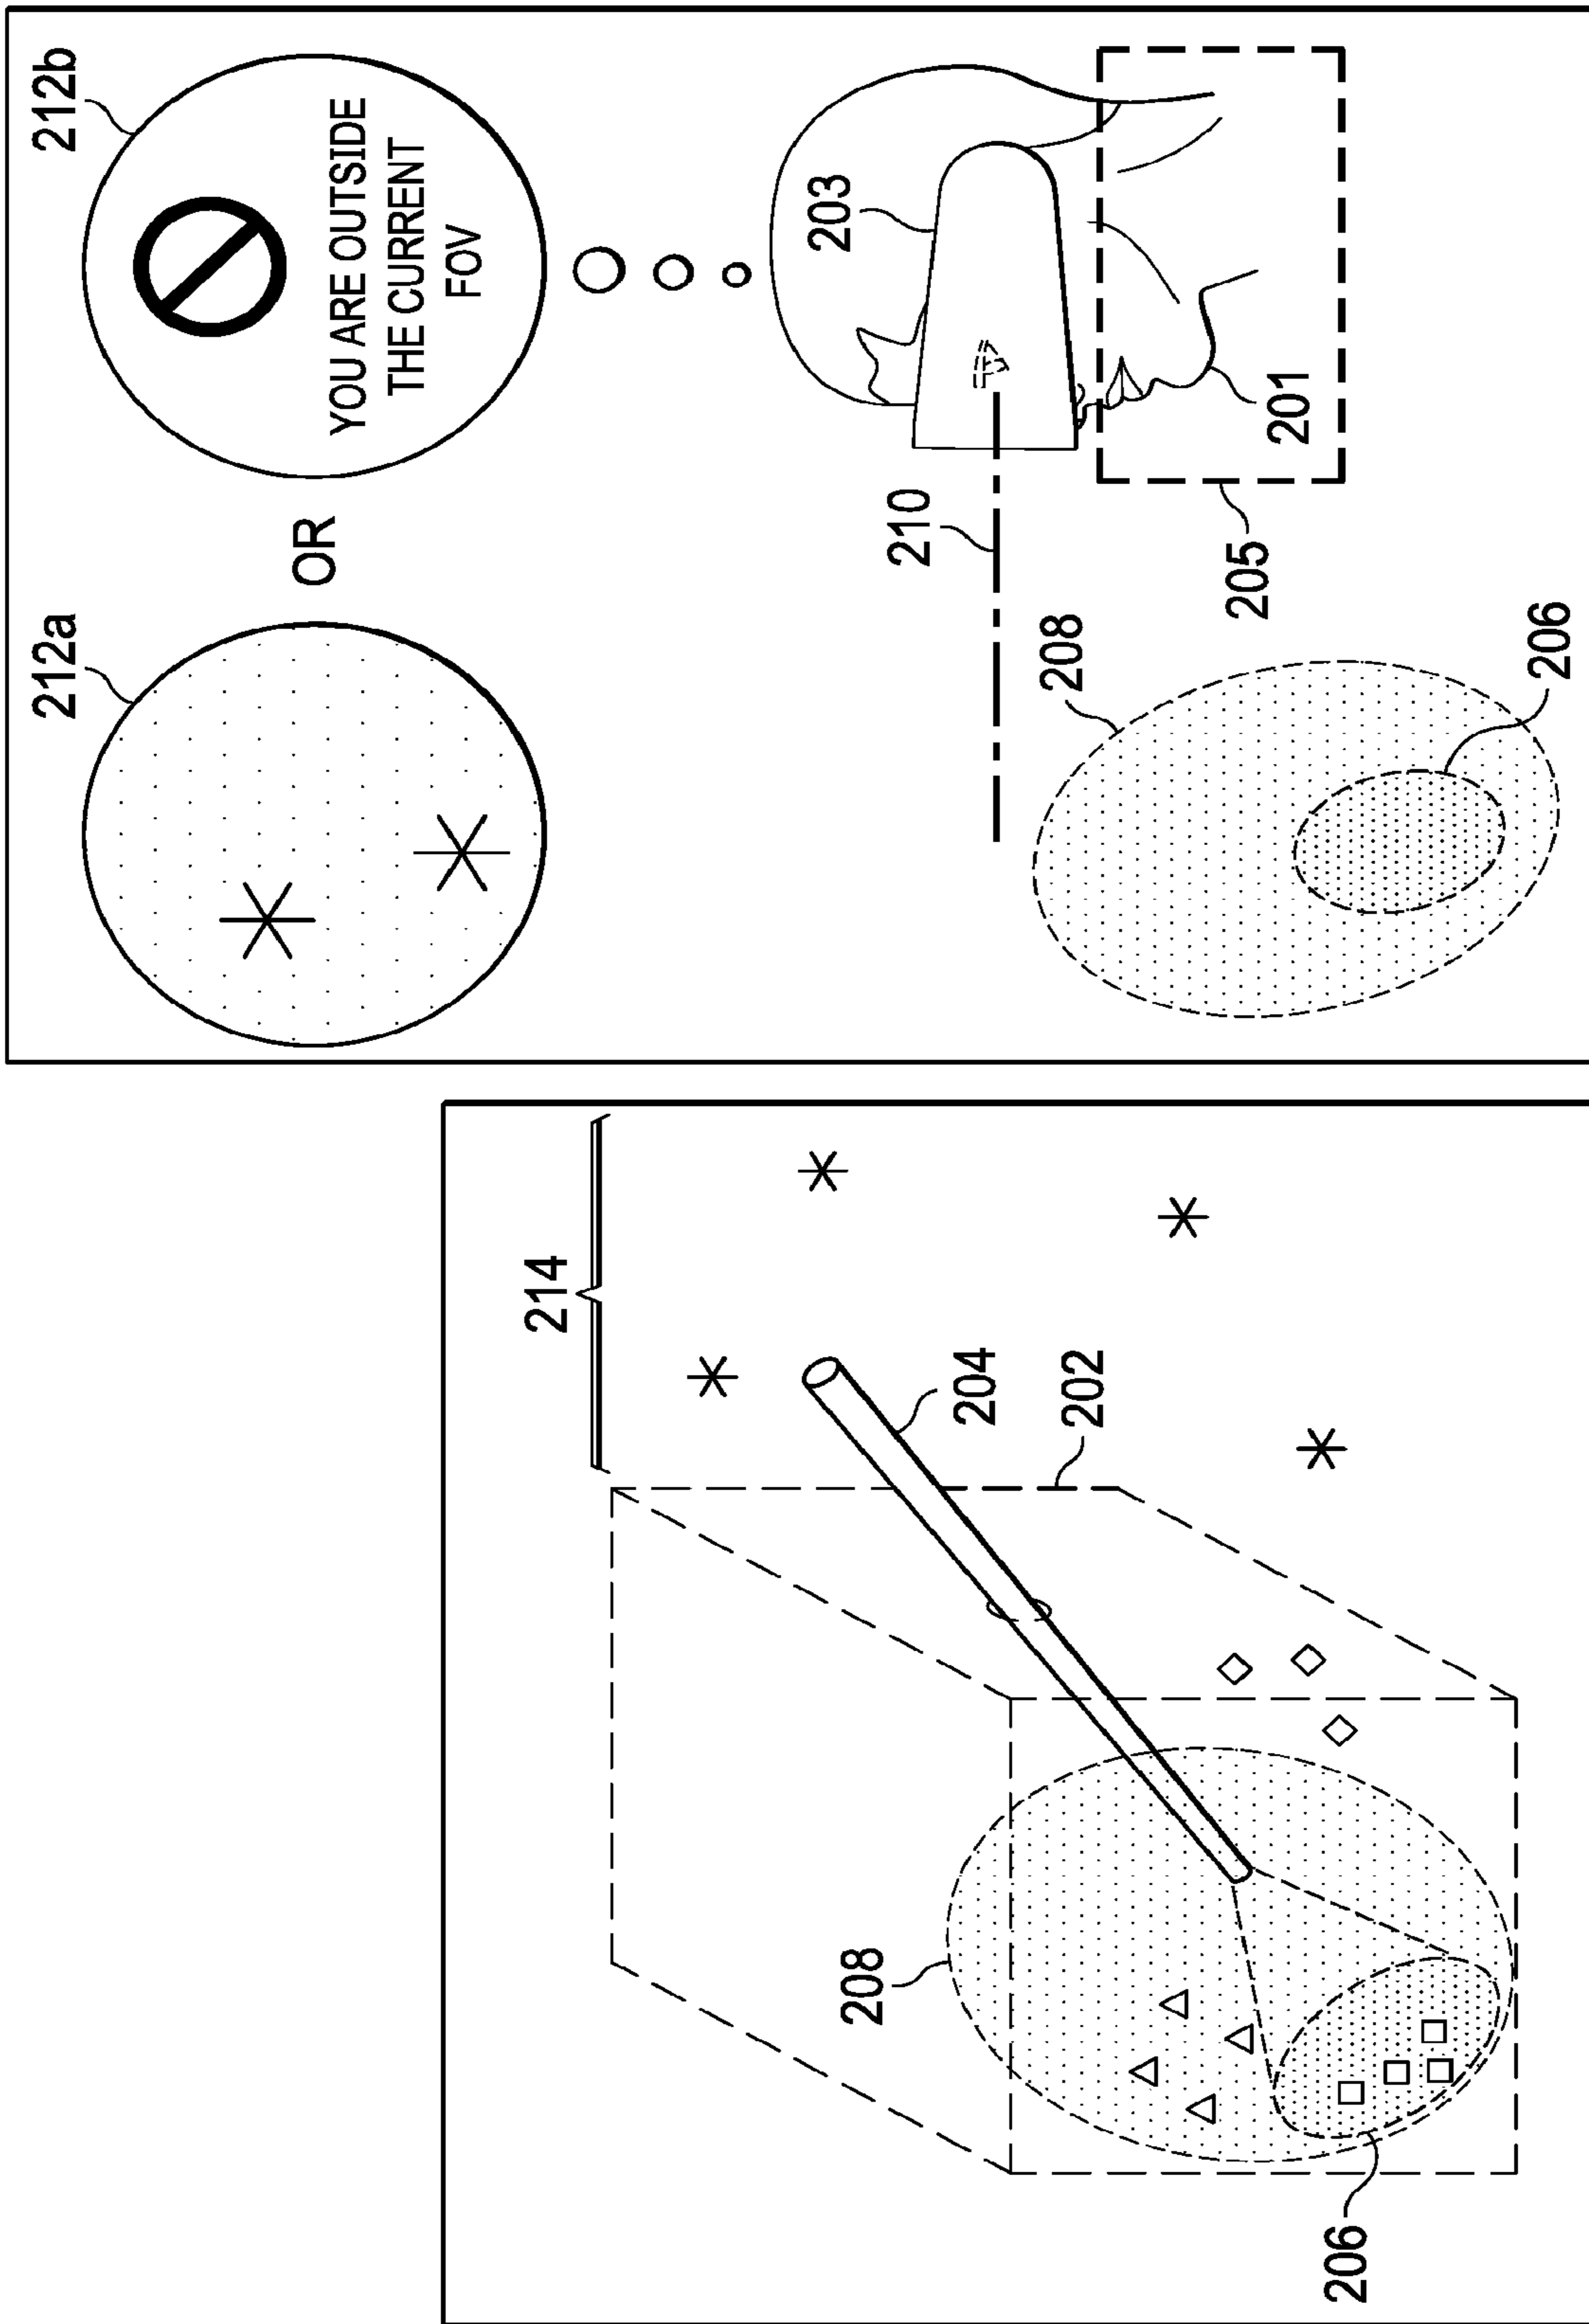 212a
212b
OR
YOU ARE OUTSIDE
THE CURRENT
FOV
203
210
208
201
205
206
214
204
202
208
206